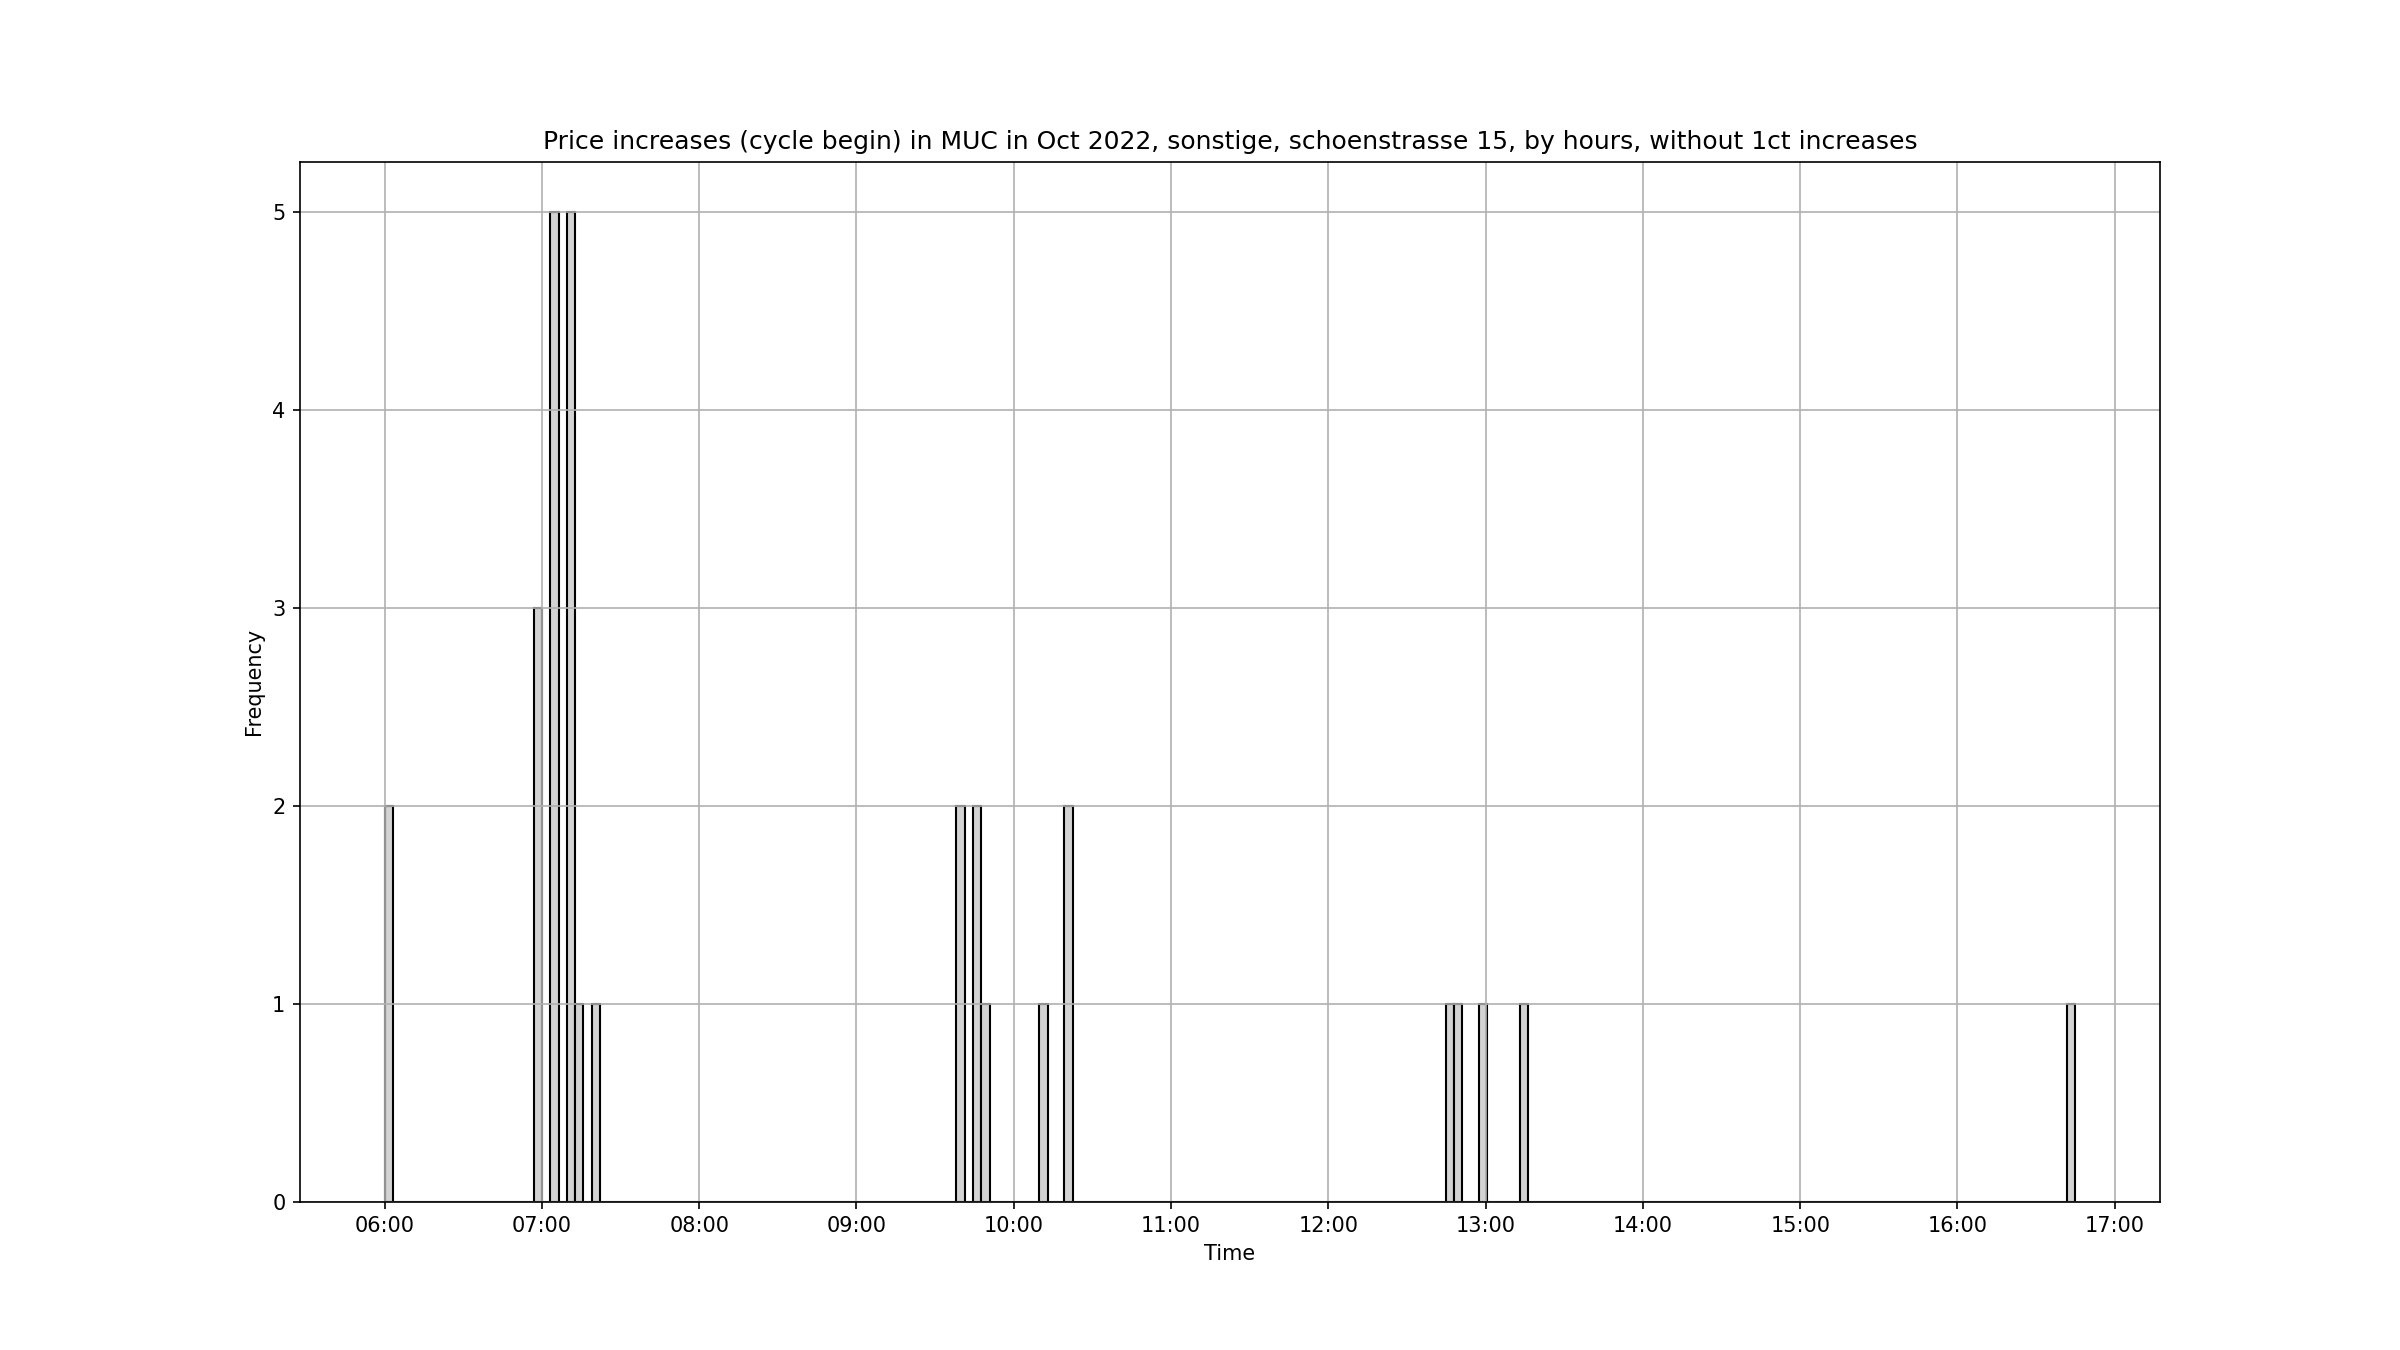 Price increases (cycle begin) in MUC in Oct 2022, sonstige, schoenstrasse 15, by hours, without 1ct increases
5
4
3
2
1
0
Frequency
06:00 07:00 08:00 09:00 10:00 11:00 12:00 13:00 14:00 15:00 16:00 17:00
Time